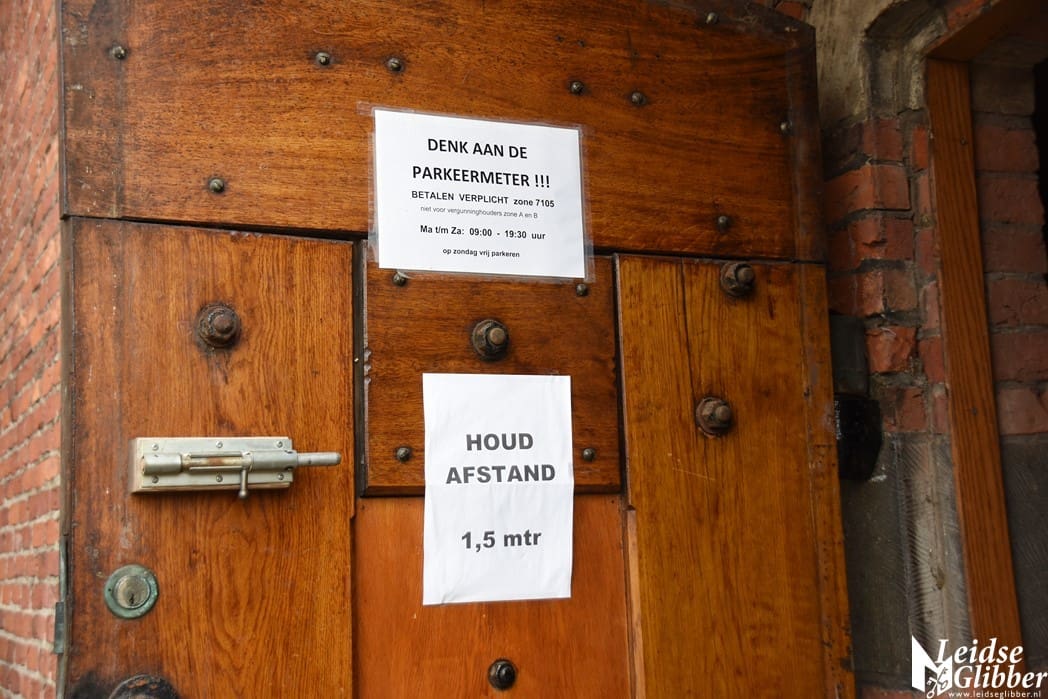 DENK AAN DE
PARKEERMETER !!!
BETALEN VERPLICHT zone 7105
niet voor vergunninghouders zone A en B
Ma t/m Za: 09:00 - 19:30 uur
op zondag vrij parkeren
HOUD
AFSTAND
1,5 mtr
Leidse
Glibber
www.leidseglibber.nl